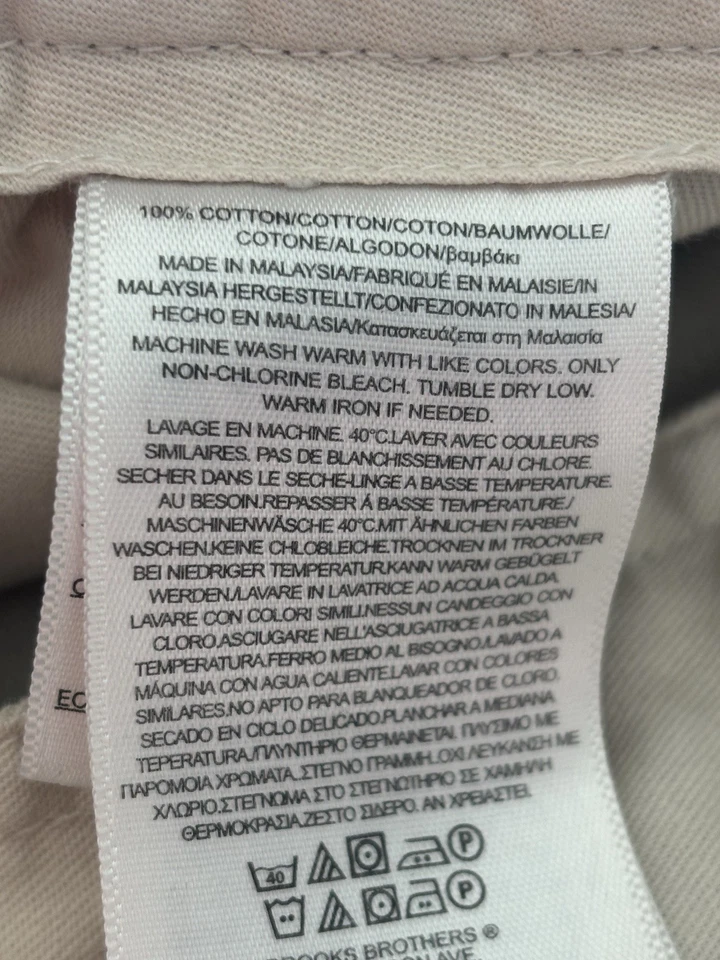 100% COTTON/COTTON/COTON/BAUMWOLLE/
COTONE/ALGODON/βαμβάκι
MADE IN MALAYSIA/FABRIQUÉ EN MALAISIE/IN
MALAYSIA HERGESTELLT/CONFEZIONATO IN MALESIA/
HECHO EN MALASIA/Κατασκευάζεται στη Μαλαισία
MACHINE WASH WARM WITH LIKE COLORS. ONLY
NON-CHLORINE BLEACH. TUMBLE DRY LOW.
WARM IRON IF NEEDED.
LAVAGE EN MACHINE. 40°C.LAVER AVEC COULEURS
SIMILAIRES. PAS DE BLANCHISSEMENT AU CHLORE.
SECHER DANS LE SECHE-LINGE A BASSE TEMPERATURE.
AU BESOIN.REPASSER Á BASSE TEMPÉRATURE./
MASCHINENWÄSCHE 40°C.MIT ÄHNLICHEN FARBEN
WASCHEN.KEINE CHLOBLEICHE.TROCKNEN IM TROCKNER
BEI NIEDRIGER TEMPERATUR.KANN WARM GEBÜGELT
WERDEN./LAVARE IN LAVATRICE AD ACQUA CALDA.
LAVARE CON COLORI SIMILI.NESSUN CANDEGGIO CON
CLORO.ASCIUGARE NELL'ASCIUGATRICE A BASSA
TEMPERATURA.FERRO MEDIO AL BISOGNO./LAVADO A
MÁQUINA CON AGUA CALIENTE.LAVAR CON COLORES
SIMILARES.NO APTO PARA BLANQUEADOR DE CLORO.
SECADO EN CICLO DELICADO.PLANCHAR A MEDIANA
TEPERATURA./ΠΛΥΝΤΗΡΙΟ ΘΕΡΜΑΙΝΕΤΑΙ. ΠΛΥΣΙΜΟ ΜΕ
ΠΑΡΟΜΟΙΑ ΧΡΩΜΑΤΑ. ΣΤΕΓΝΟ ΓΡΑΜΜΗ.ΟΧΙ ΛΕΥΚΑΝΣΗ ΜΕ
ΧΛΩΡΙΟ.ΣΤΕΓΝΩΜΑ ΣΤΟ ΣΤΕΓΝΩΤΗΡΙΟ ΣΕ ΧΑΜΗΛΗ
ΘΕΡΜΟΚΡΑΣΙΑ.ΖΕΣΤΟ ΣΙΔΕΡΟ. ΑΝ ΧΡΕΙΑΣΤΕΙ.
40 P
P
BROOKS BROTHERS ®
AVE.